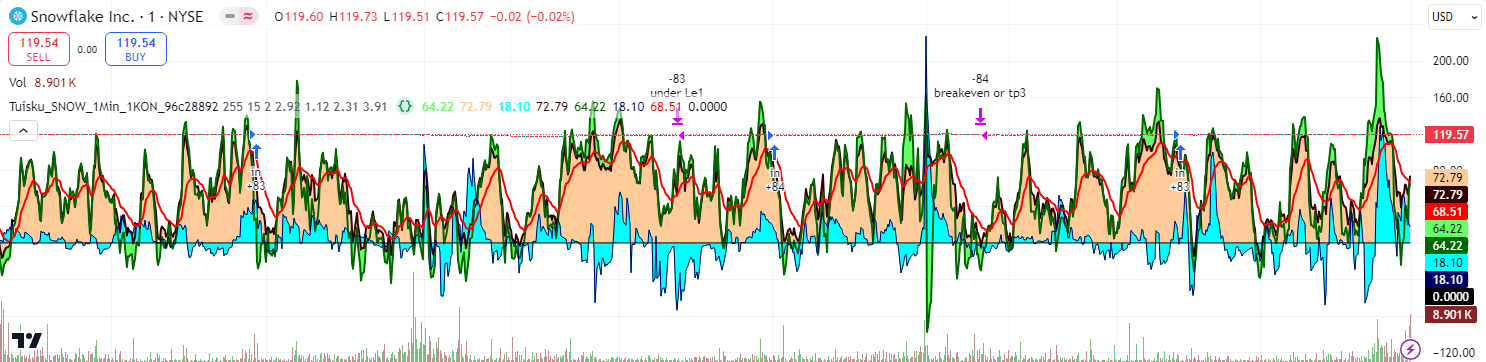 Snowflake Inc. · 1 · NYSE O119.60 H119.73 L119.51 C119.57 −0.02 (−0.02%)
USD
119.54
SELL
0.00
119.54
BUY
Vol 8.901K
Tuisku_SNOW_1Min_1KON_96c28892 255 15 2 2.92 1.12 2.31 3.91 {} 64.22 72.79 18.10 72.79 64.22 18.10 68.51 0.0000
-83
under Le1
-84
breakeven or tp3
in
+83
in
+84
in
+83
200.00
160.00
119.57
80.00
72.79
72.79
68.51
64.22
64.22
18.10
18.10
0.0000
8.901K
−120.00